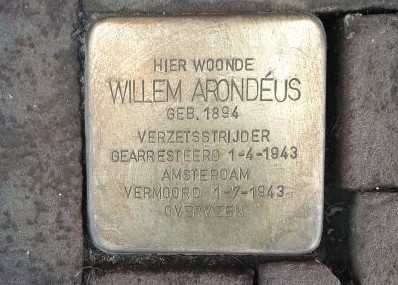 HIER WOONDE
WILLEM ARONDÉUS
GEB. 1894
VERZETSSTRIJDER
GEARRESTEERD 1-4-1943
AMSTERDAM
VERMOORD 1-7-1943
OVERVEEN